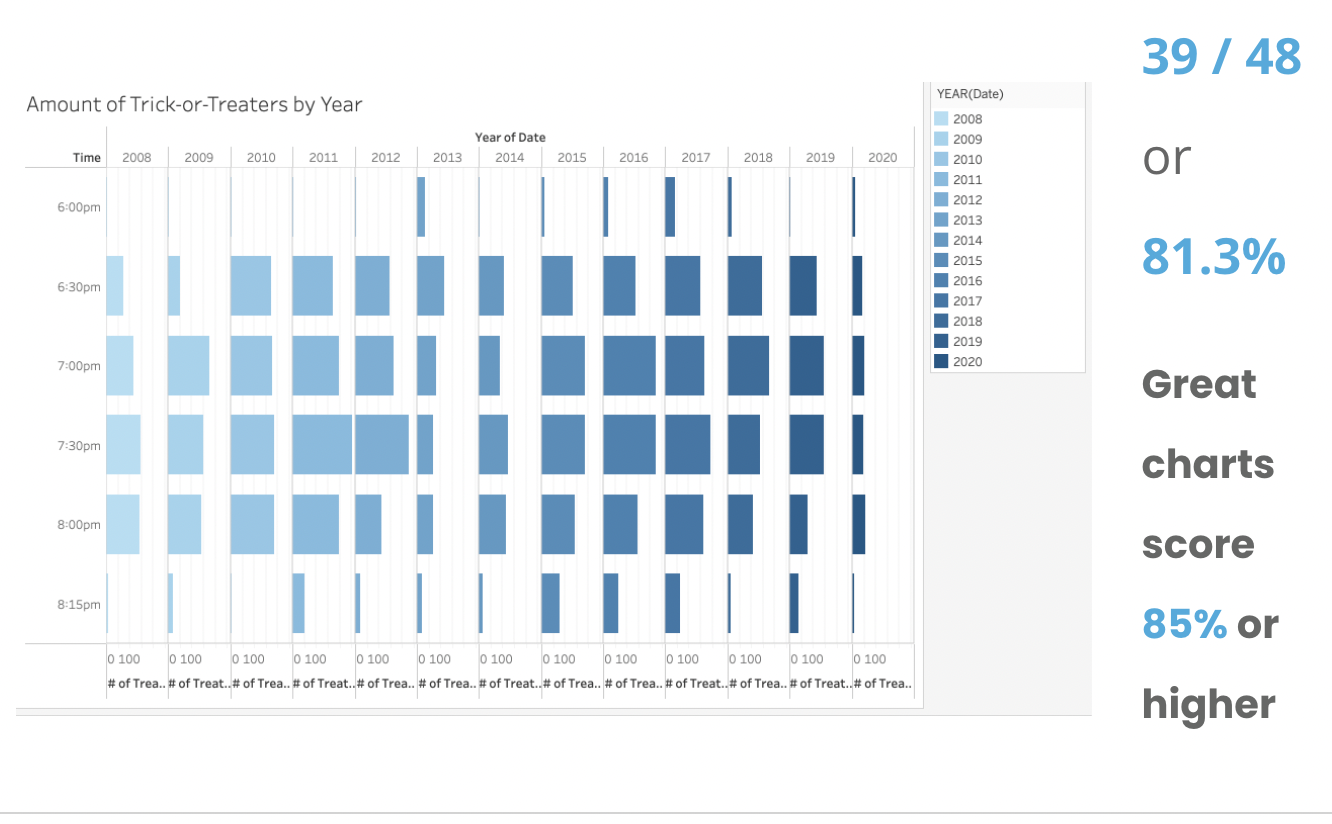 39 / 48
or
81.3%
Great
charts
score
85% or
higher
Amount of Trick-or-Treaters by Year
Year of Date
Time 2008 2009 2010 2011 2012 2013 2014 2015 2016 2017 2018 2019 2020
6:00pm
6:30pm
7:00pm
7:30pm
8:00pm
8:15pm
0 100 0 100 0 100 0 100 0 100 0 100 0 100 0 100 0 100 0 100 0 100 0 100 0 100
# of Trea.. # of Treat.. # of Trea.. # of Treat.. # of Trea.. # of Trea.. # of Trea.. # of Treat.. # of Trea.. # of Treat.. # of Trea.. # of Treat.. # of Trea..
YEAR(Date)
2008
2009
2010
2011
2012
2013
2014
2015
2016
2017
2018
2019
2020